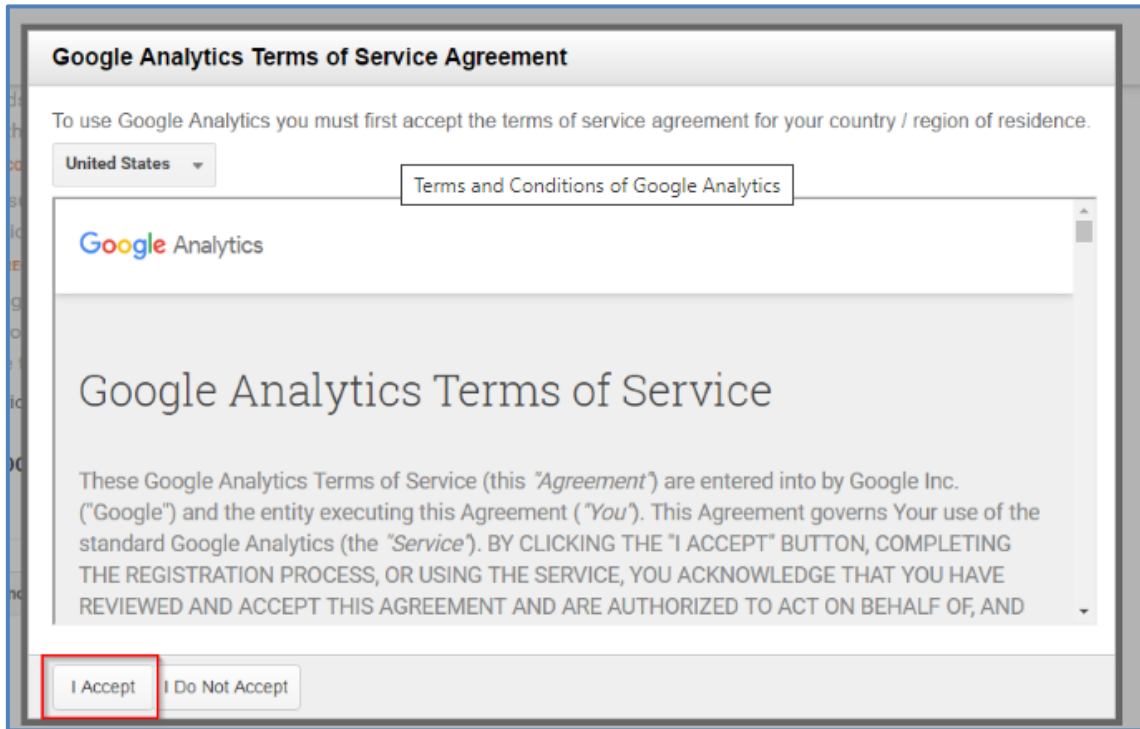 Google Analytics Terms of Service Agreement
To use Google Analytics you must first accept the terms of service agreement for your country / region of residence.
United States
Terms and Conditions of Google Analytics
Google Analytics
Google Analytics Terms of Service
These Google Analytics Terms of Service (this "Agreement") are entered into by Google Inc.
("Google") and the entity executing this Agreement ("You"). This Agreement governs Your use of the
standard Google Analytics (the "Service"). BY CLICKING THE "I ACCEPT" BUTTON, COMPLETING
THE REGISTRATION PROCESS, OR USING THE SERVICE, YOU ACKNOWLEDGE THAT YOU HAVE
REVIEWED AND ACCEPT THIS AGREEMENT AND ARE AUTHORIZED TO ACT ON BEHALF OF, AND
I Accept
I Do Not Accept